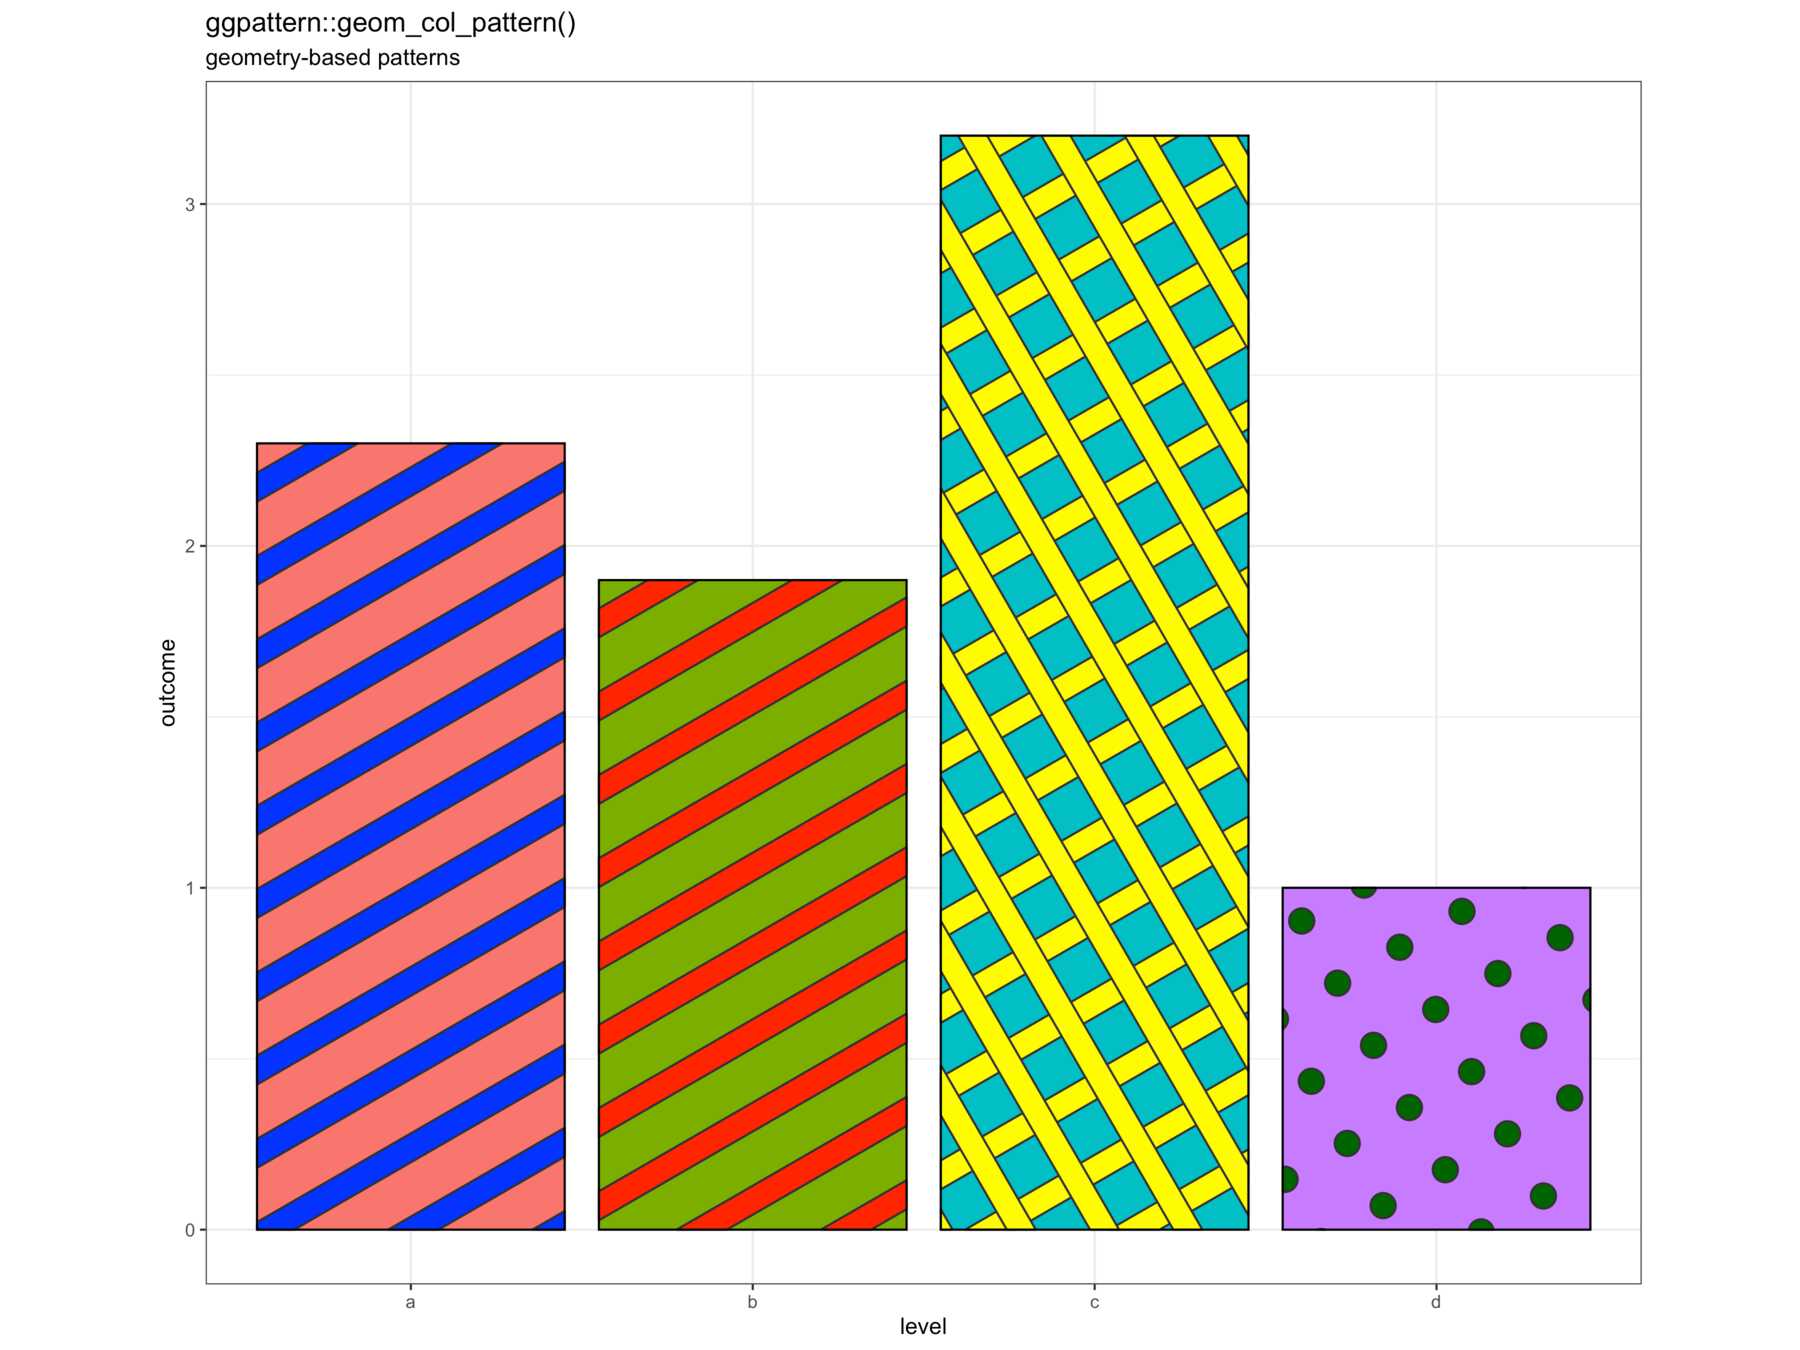 ggpattern::geom_col_pattern()
geometry-based patterns
3
2
1
0
outcome
a b c d
level